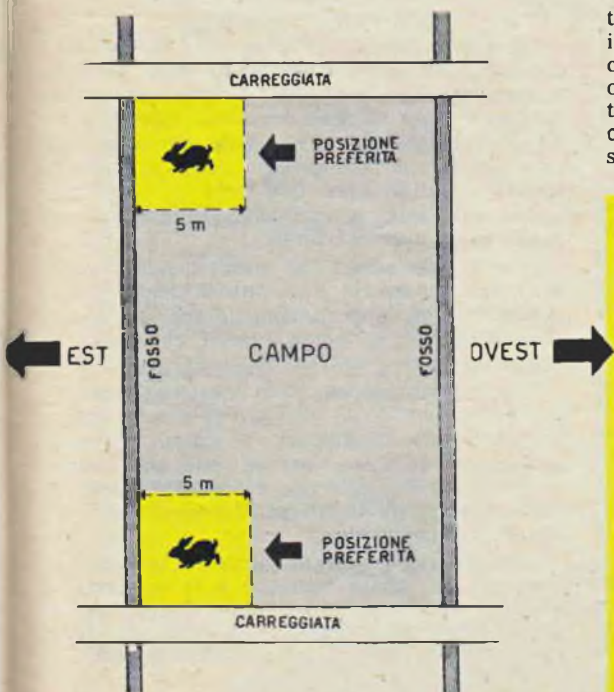 CARREGGIATA
POSIZIONE
PREFERITA
5 m
EST
FOSSO
CAMPO
FOSSO
OVEST
5 m
POSIZIONE
PREFERITA
CARREGGIATA